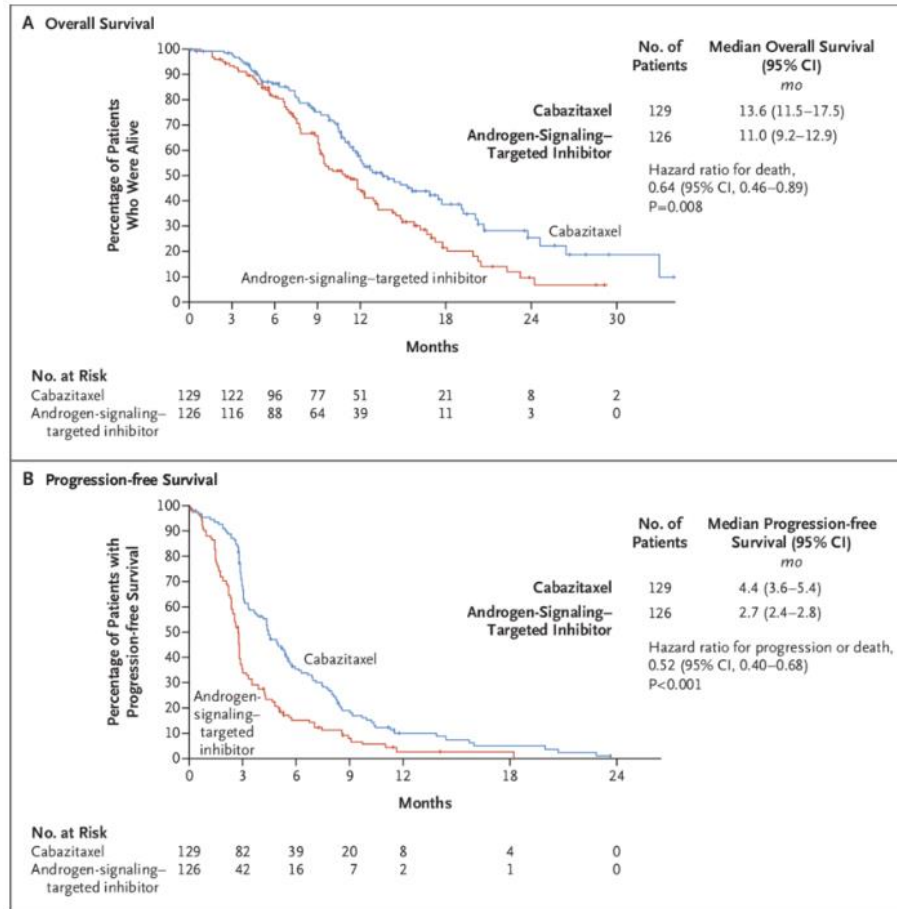 A Overall Survival
No. of Patients
Median Overall Survival (95% CI)
mo
Cabazitaxel 129 13.6 (11.5–17.5)
Androgen-Signaling–
Targeted Inhibitor 126 11.0 (9.2–12.9)
Hazard ratio for death,
0.64 (95% CI, 0.46–0.89)
P=0.008
Percentage of Patients
Who Were Alive
100
90
80
70
60
50
40
30
20
10
0
Cabazitaxel
Androgen-signaling–targeted inhibitor
0 3 6 9 12 18 24 30
Months
No. at Risk
Cabazitaxel 129 122 96 77 51 21 8 2
Androgen-signaling–
targeted inhibitor 126 116 88 64 39 11 3 0
B Progression-free Survival
No. of Patients
Median Progression-free
Survival (95% CI)
mo
Cabazitaxel 129 4.4 (3.6–5.4)
Androgen-Signaling–
Targeted Inhibitor 126 2.7 (2.4–2.8)
Hazard ratio for progression or death,
0.52 (95% CI, 0.40–0.68)
P<0.001
Percentage of Patients with
Progression-free Survival
100
90
80
70
60
50
40
30
20
10
0
Cabazitaxel
Androgen-
signaling–
targeted
inhibitor
0 3 6 9 12 18 24
Months
No. at Risk
Cabazitaxel 129 82 39 20 8 4 0
Androgen-signaling–
targeted inhibitor 126 42 16 7 2 1 0